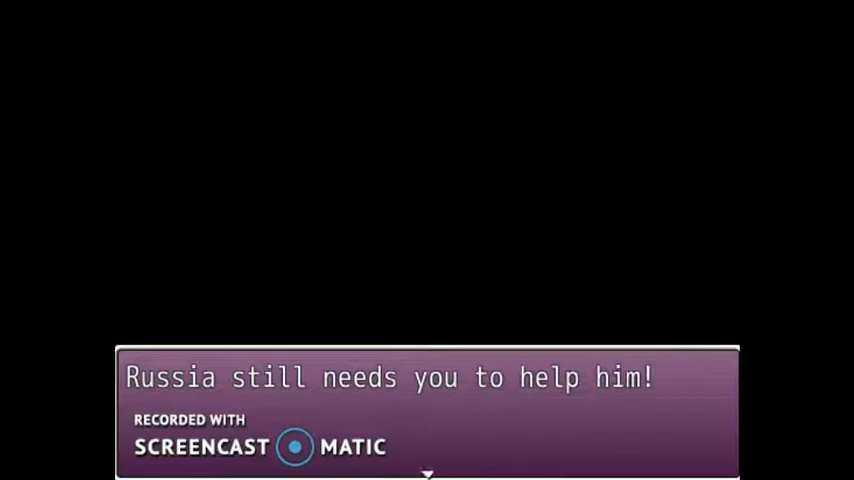 Russia still needs you to help him!
RECORDED WITH
SCREENCAST MATIC